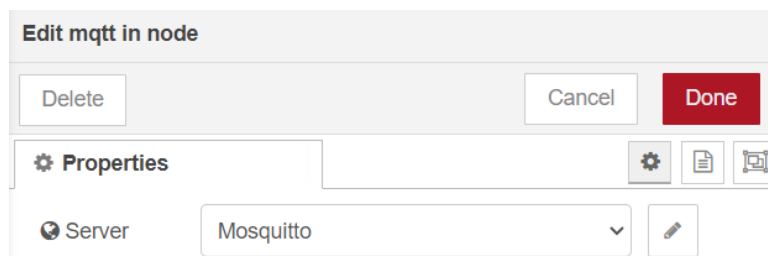 Edit mqtt in node
Delete Cancel Done
Properties
Server Mosquitto